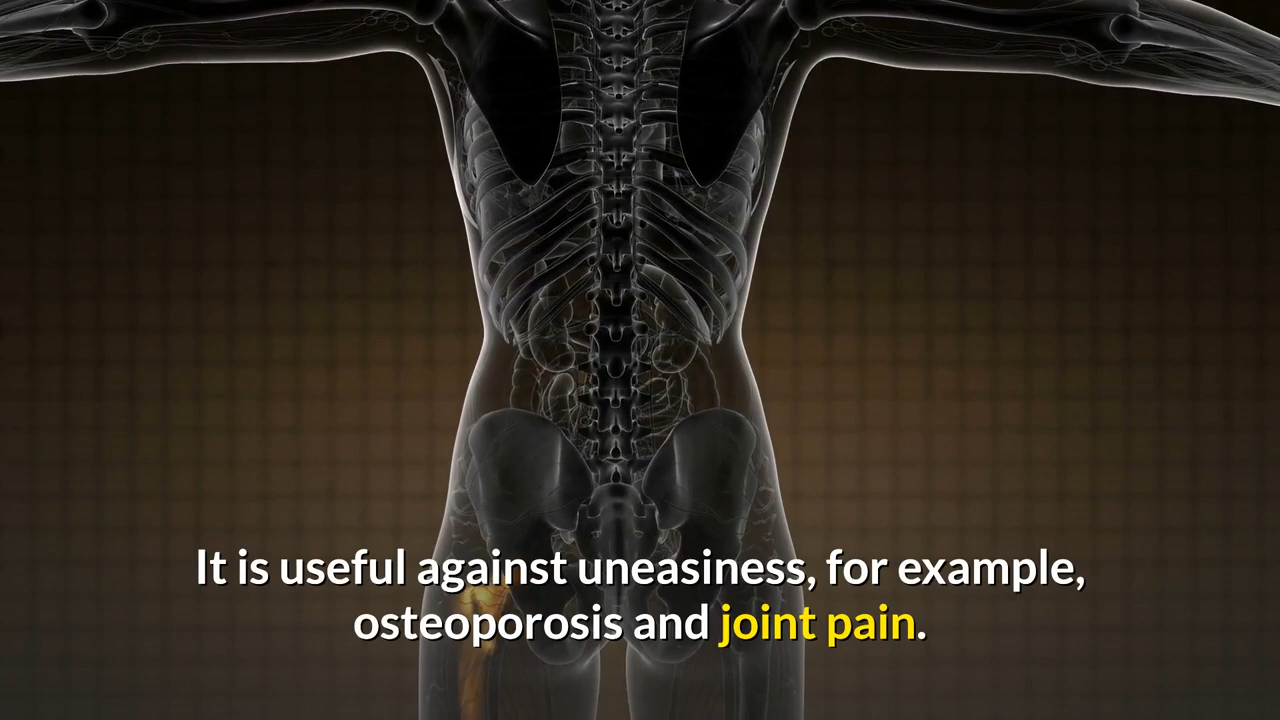 It is useful against uneasiness, for example,
osteoporosis and joint pain.